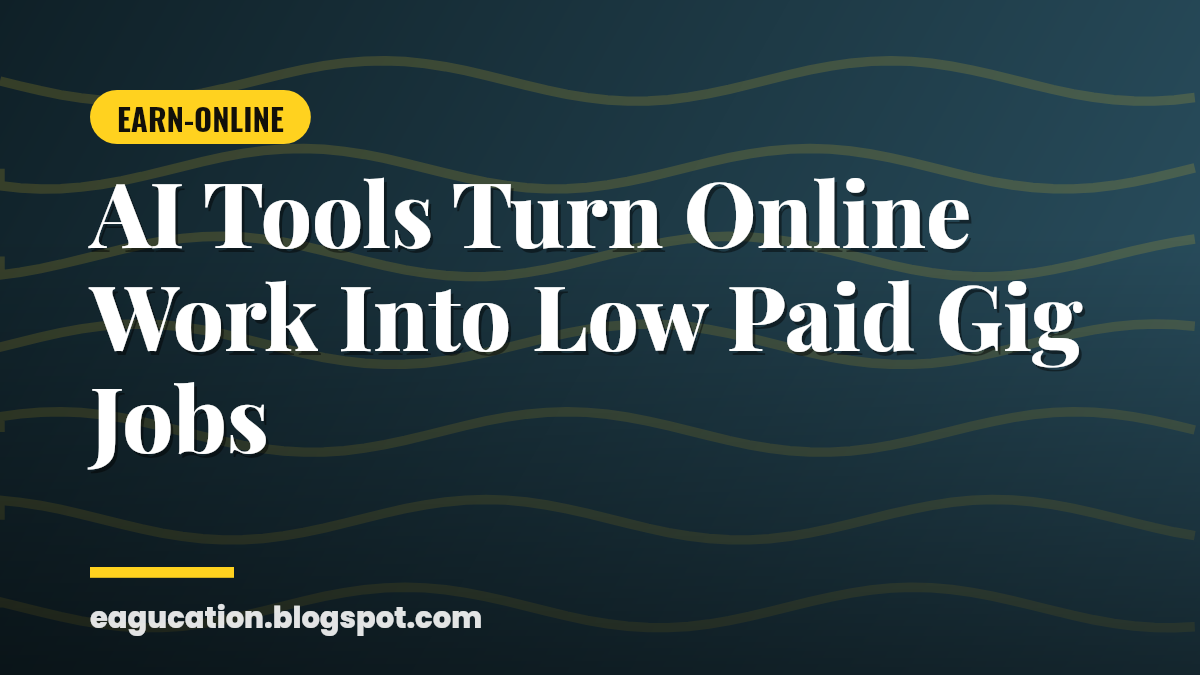 EARN-ONLINE
AI Tools Turn Online
Work Into Low Paid Gig
Jobs
eagucation.blogspot.com